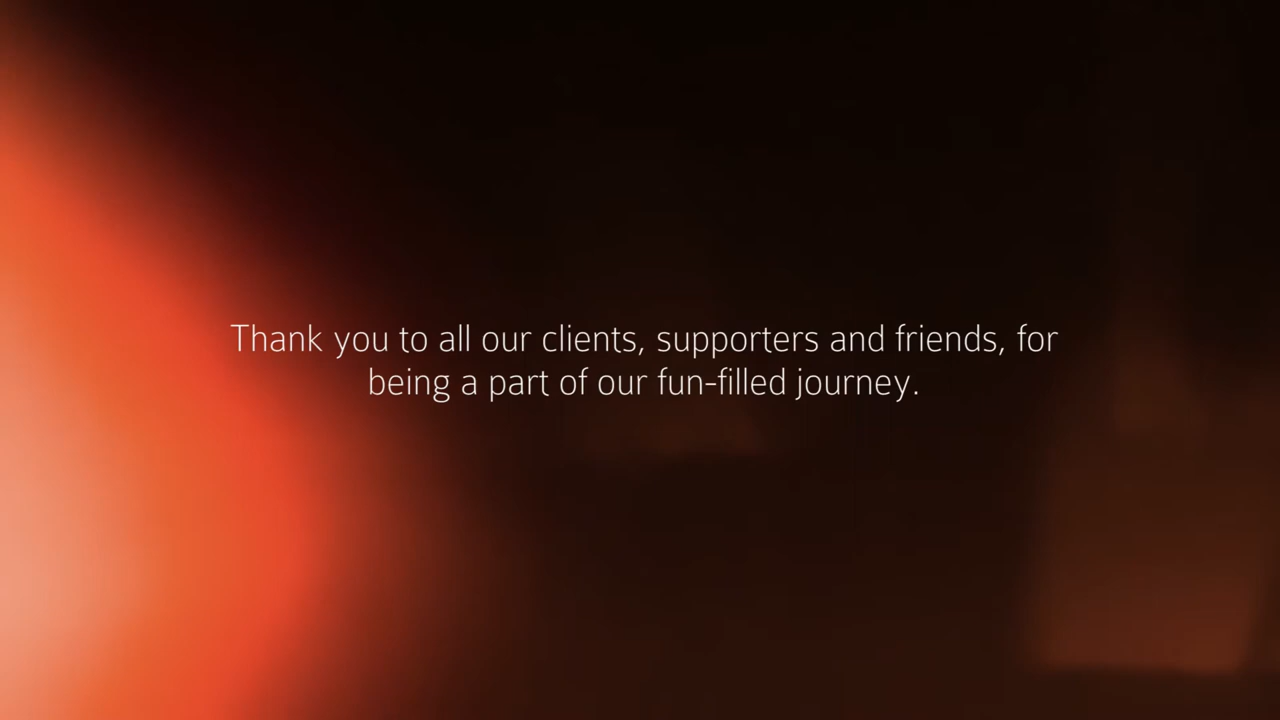 Thank you to all our clients, supporters and friends, for
being a part of our fun-filled journey.